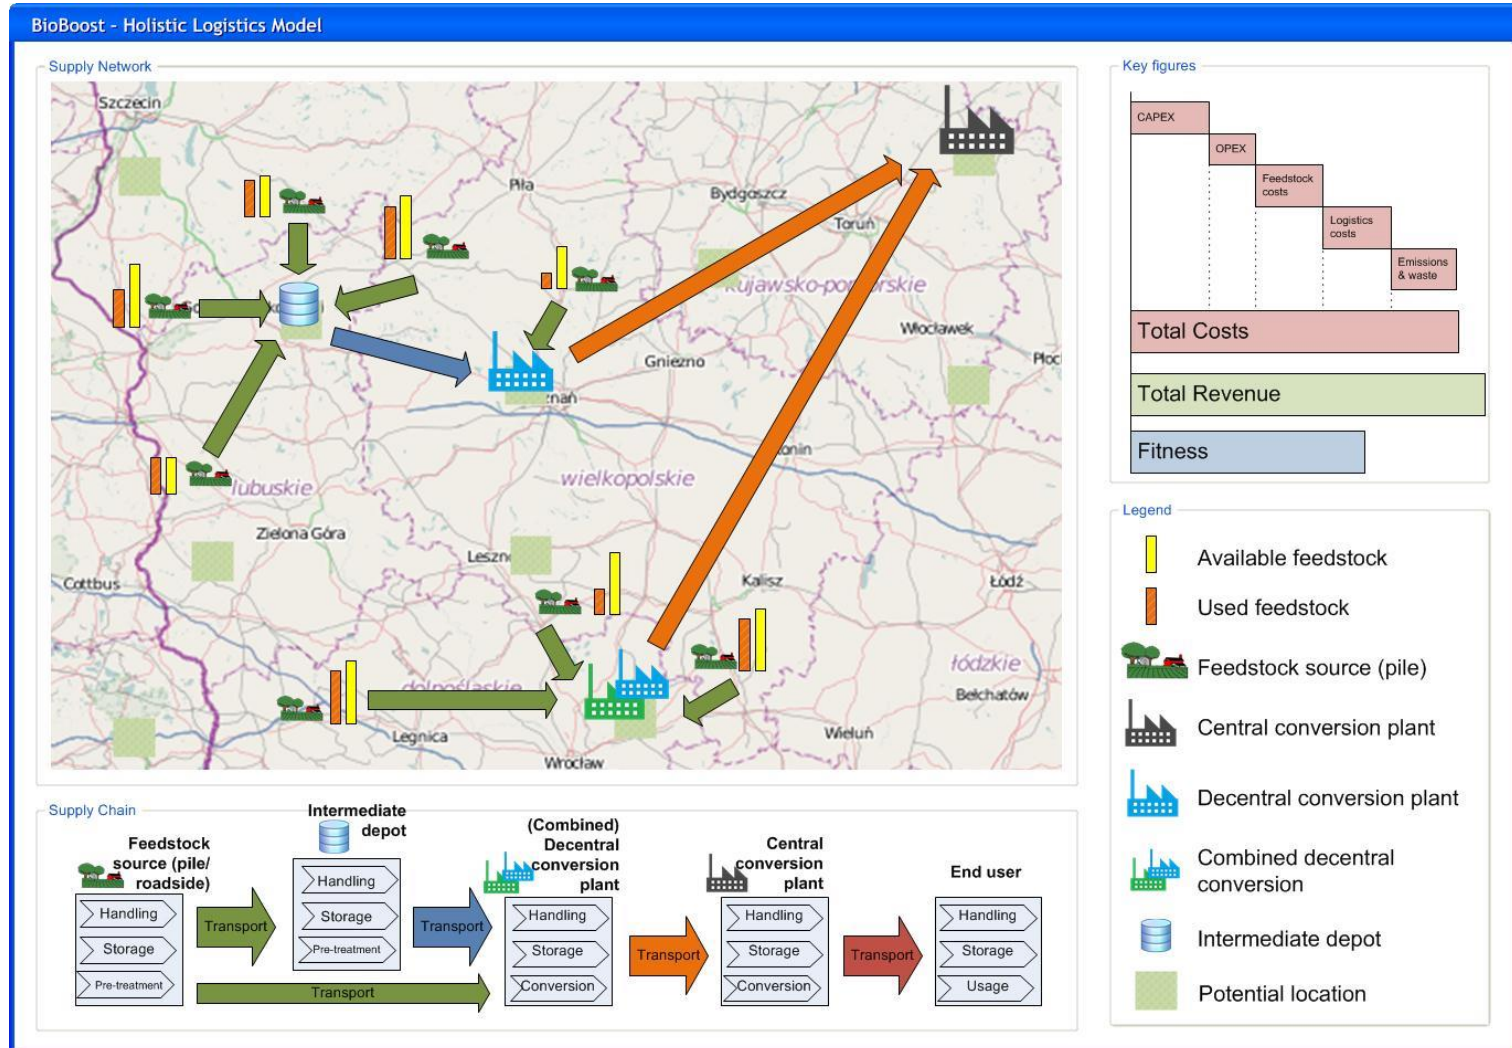 BioBoost - Holistic Logistics Model
Supply Network
Szczecin
Piła
Bydgoszcz
Toruń
kujawsko-pomorskie
Włocławek
Płoc
Gniezno
znań
onin
wielkopolskie
lubuskie
Zielona Góra
Leszn
Cottbus
Kalisz
Łódź
łódzkie
dolnośląskie
Bełchatów
Legnica
Wieluń
Wrocław
Key figures
CAPEX
OPEX
Feedstock
costs
Logistics
costs
Emissions
& waste
Total Costs
Total Revenue
Fitness
Legend
Available feedstock
Used feedstock
Feedstock source (pile)
Central conversion plant
Decentral conversion plant
Combined decentral
conversion
Intermediate depot
Potential location
Supply Chain
Feedstock
source (pile/
roadside)
Handling
Storage
Pre-treatment
Transport
Transport
Intermediate
depot
Handling
Storage
Pre-treatment
Transport
(Combined)
Decentral
conversion
plant
Handling
Storage
Conversion
Transport
Central
conversion
plant
Handling
Storage
Conversion
Transport
End user
Handling
Storage
Usage